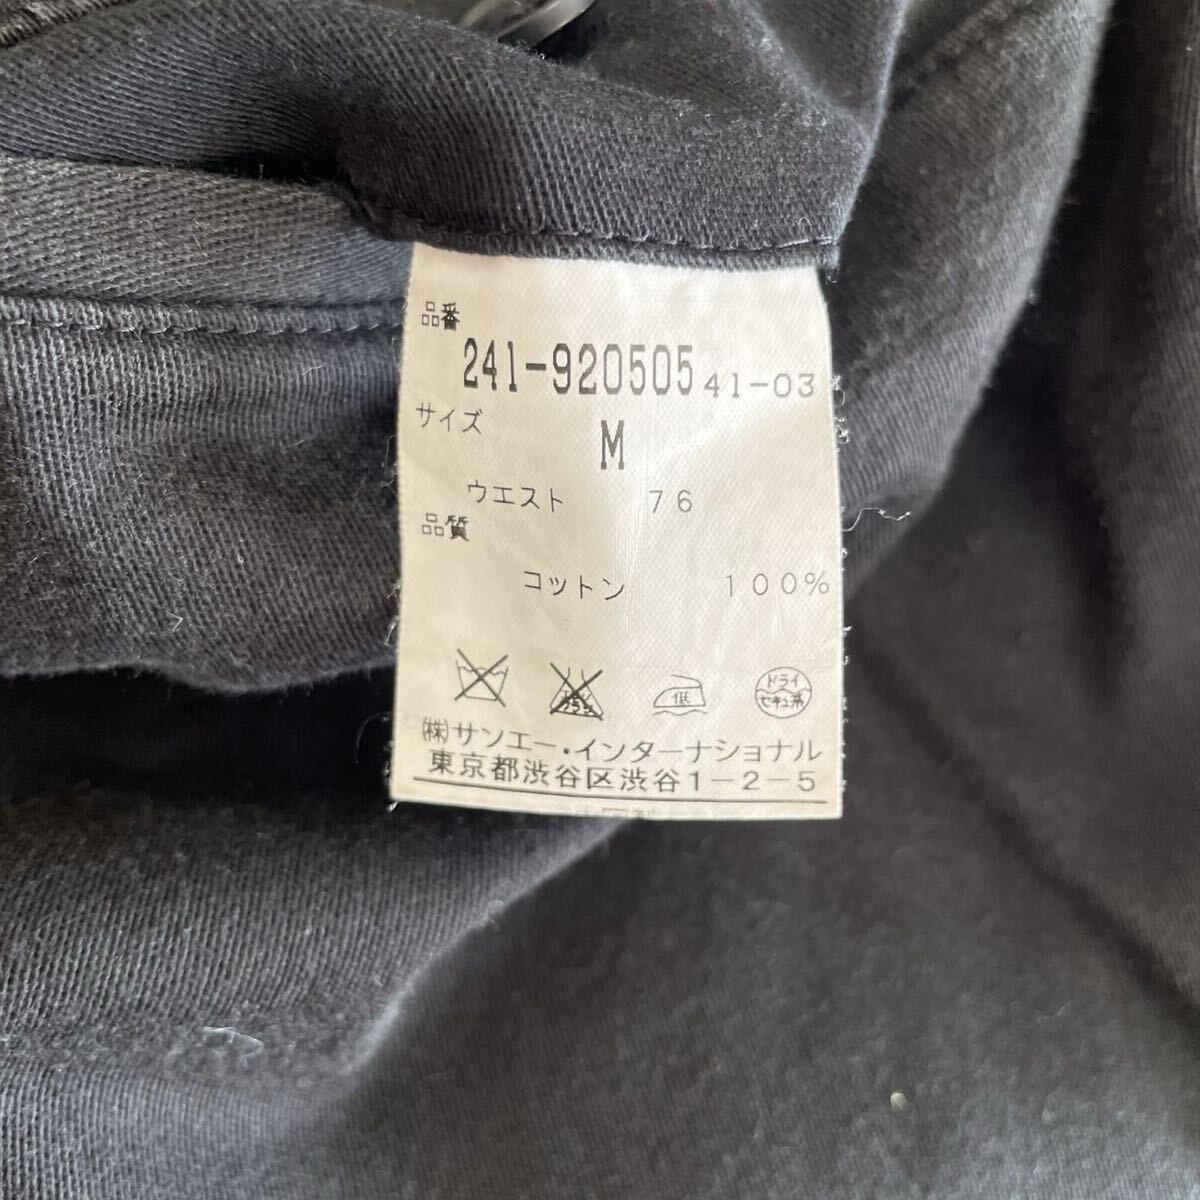 品番
241-920505 41-03
サイズ
M
ウエスト 76
品質
コットン 100%
低
ドライ
セキユ系
(株)サンエー・インターナショナル
東京都渋谷区渋谷1-2-5